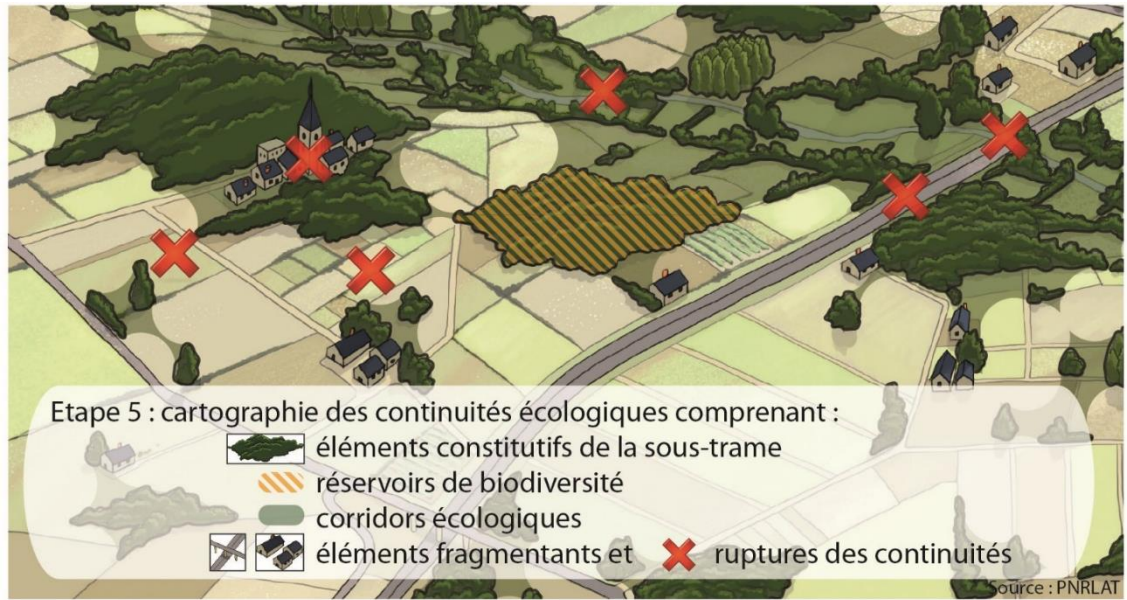 Etape 5 : cartographie des continuités écologiques comprenant :
éléments constitutifs de la sous-trame
réservoirs de biodiversité
corridors écologiques
éléments fragmentants et ruptures des continuités
Source : PNRLAT